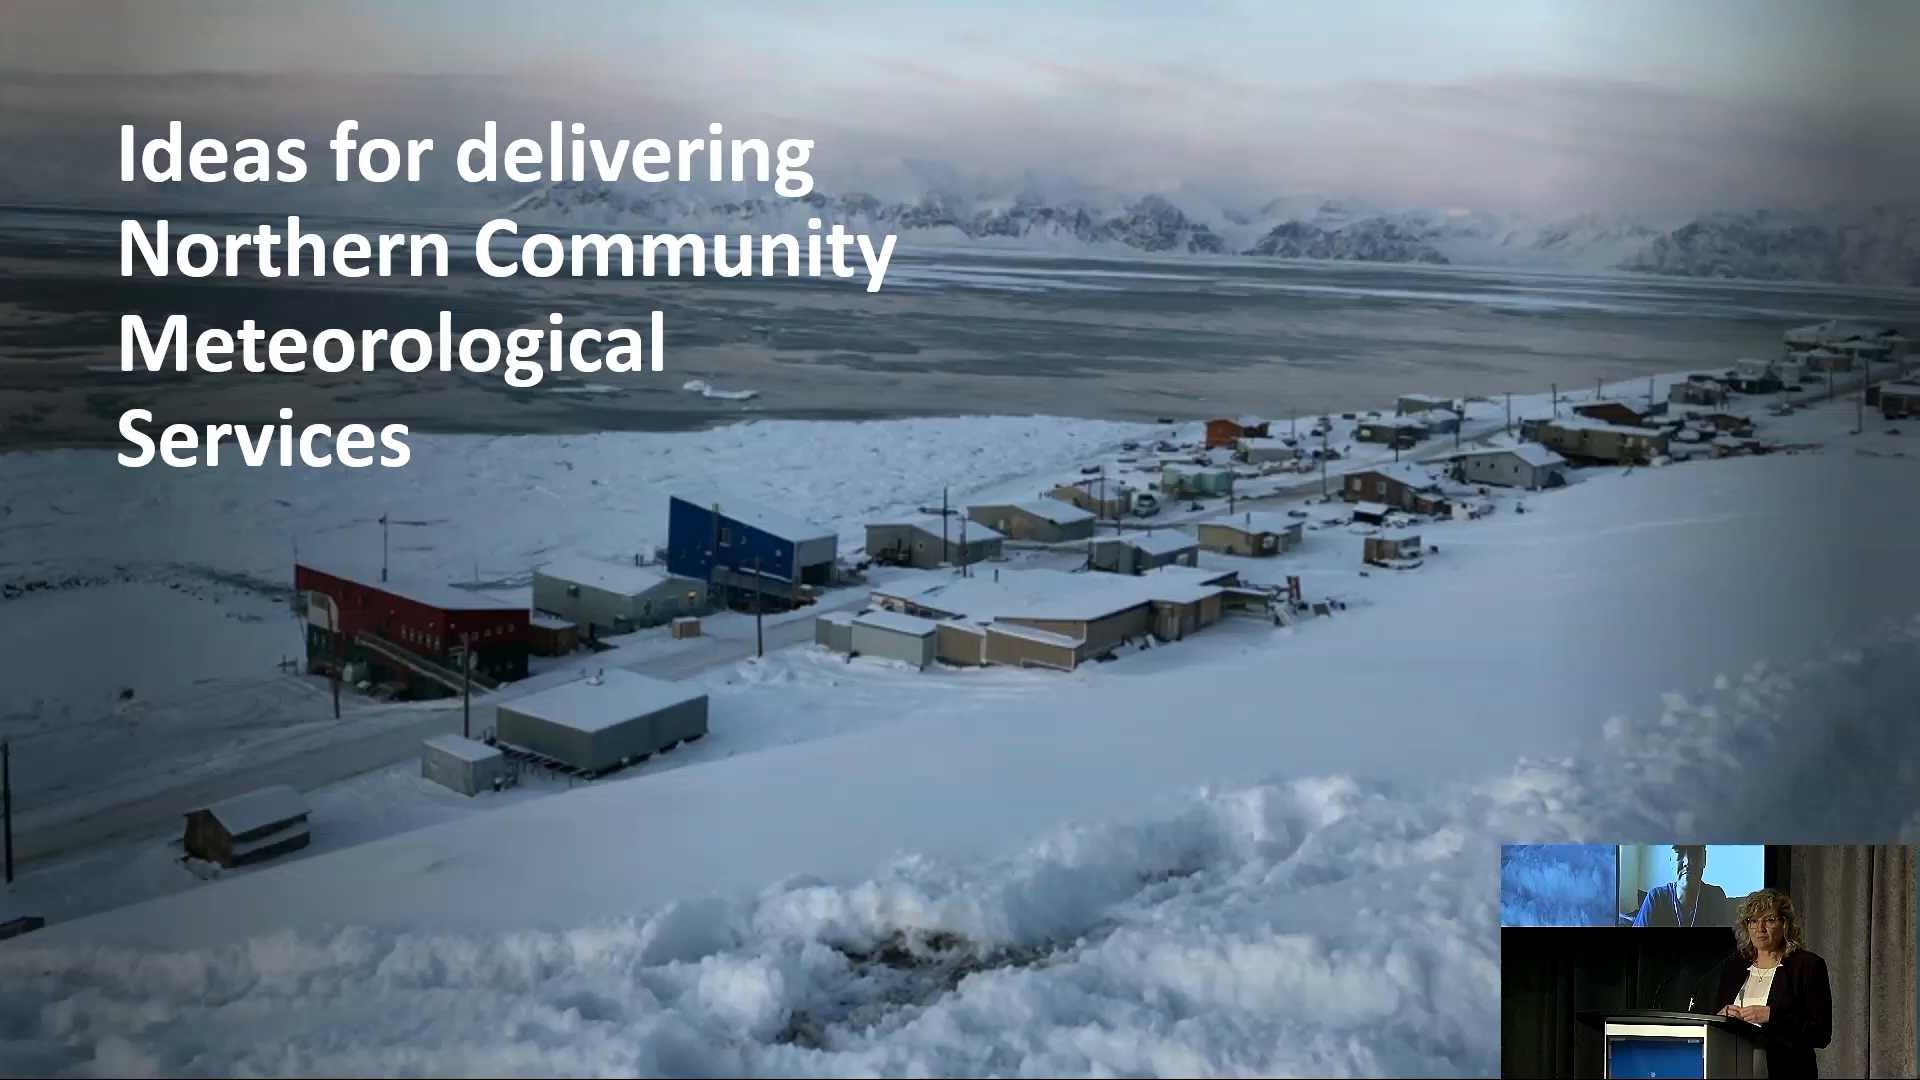 Ideas for delivering
Northern Community
Meteorological
Services